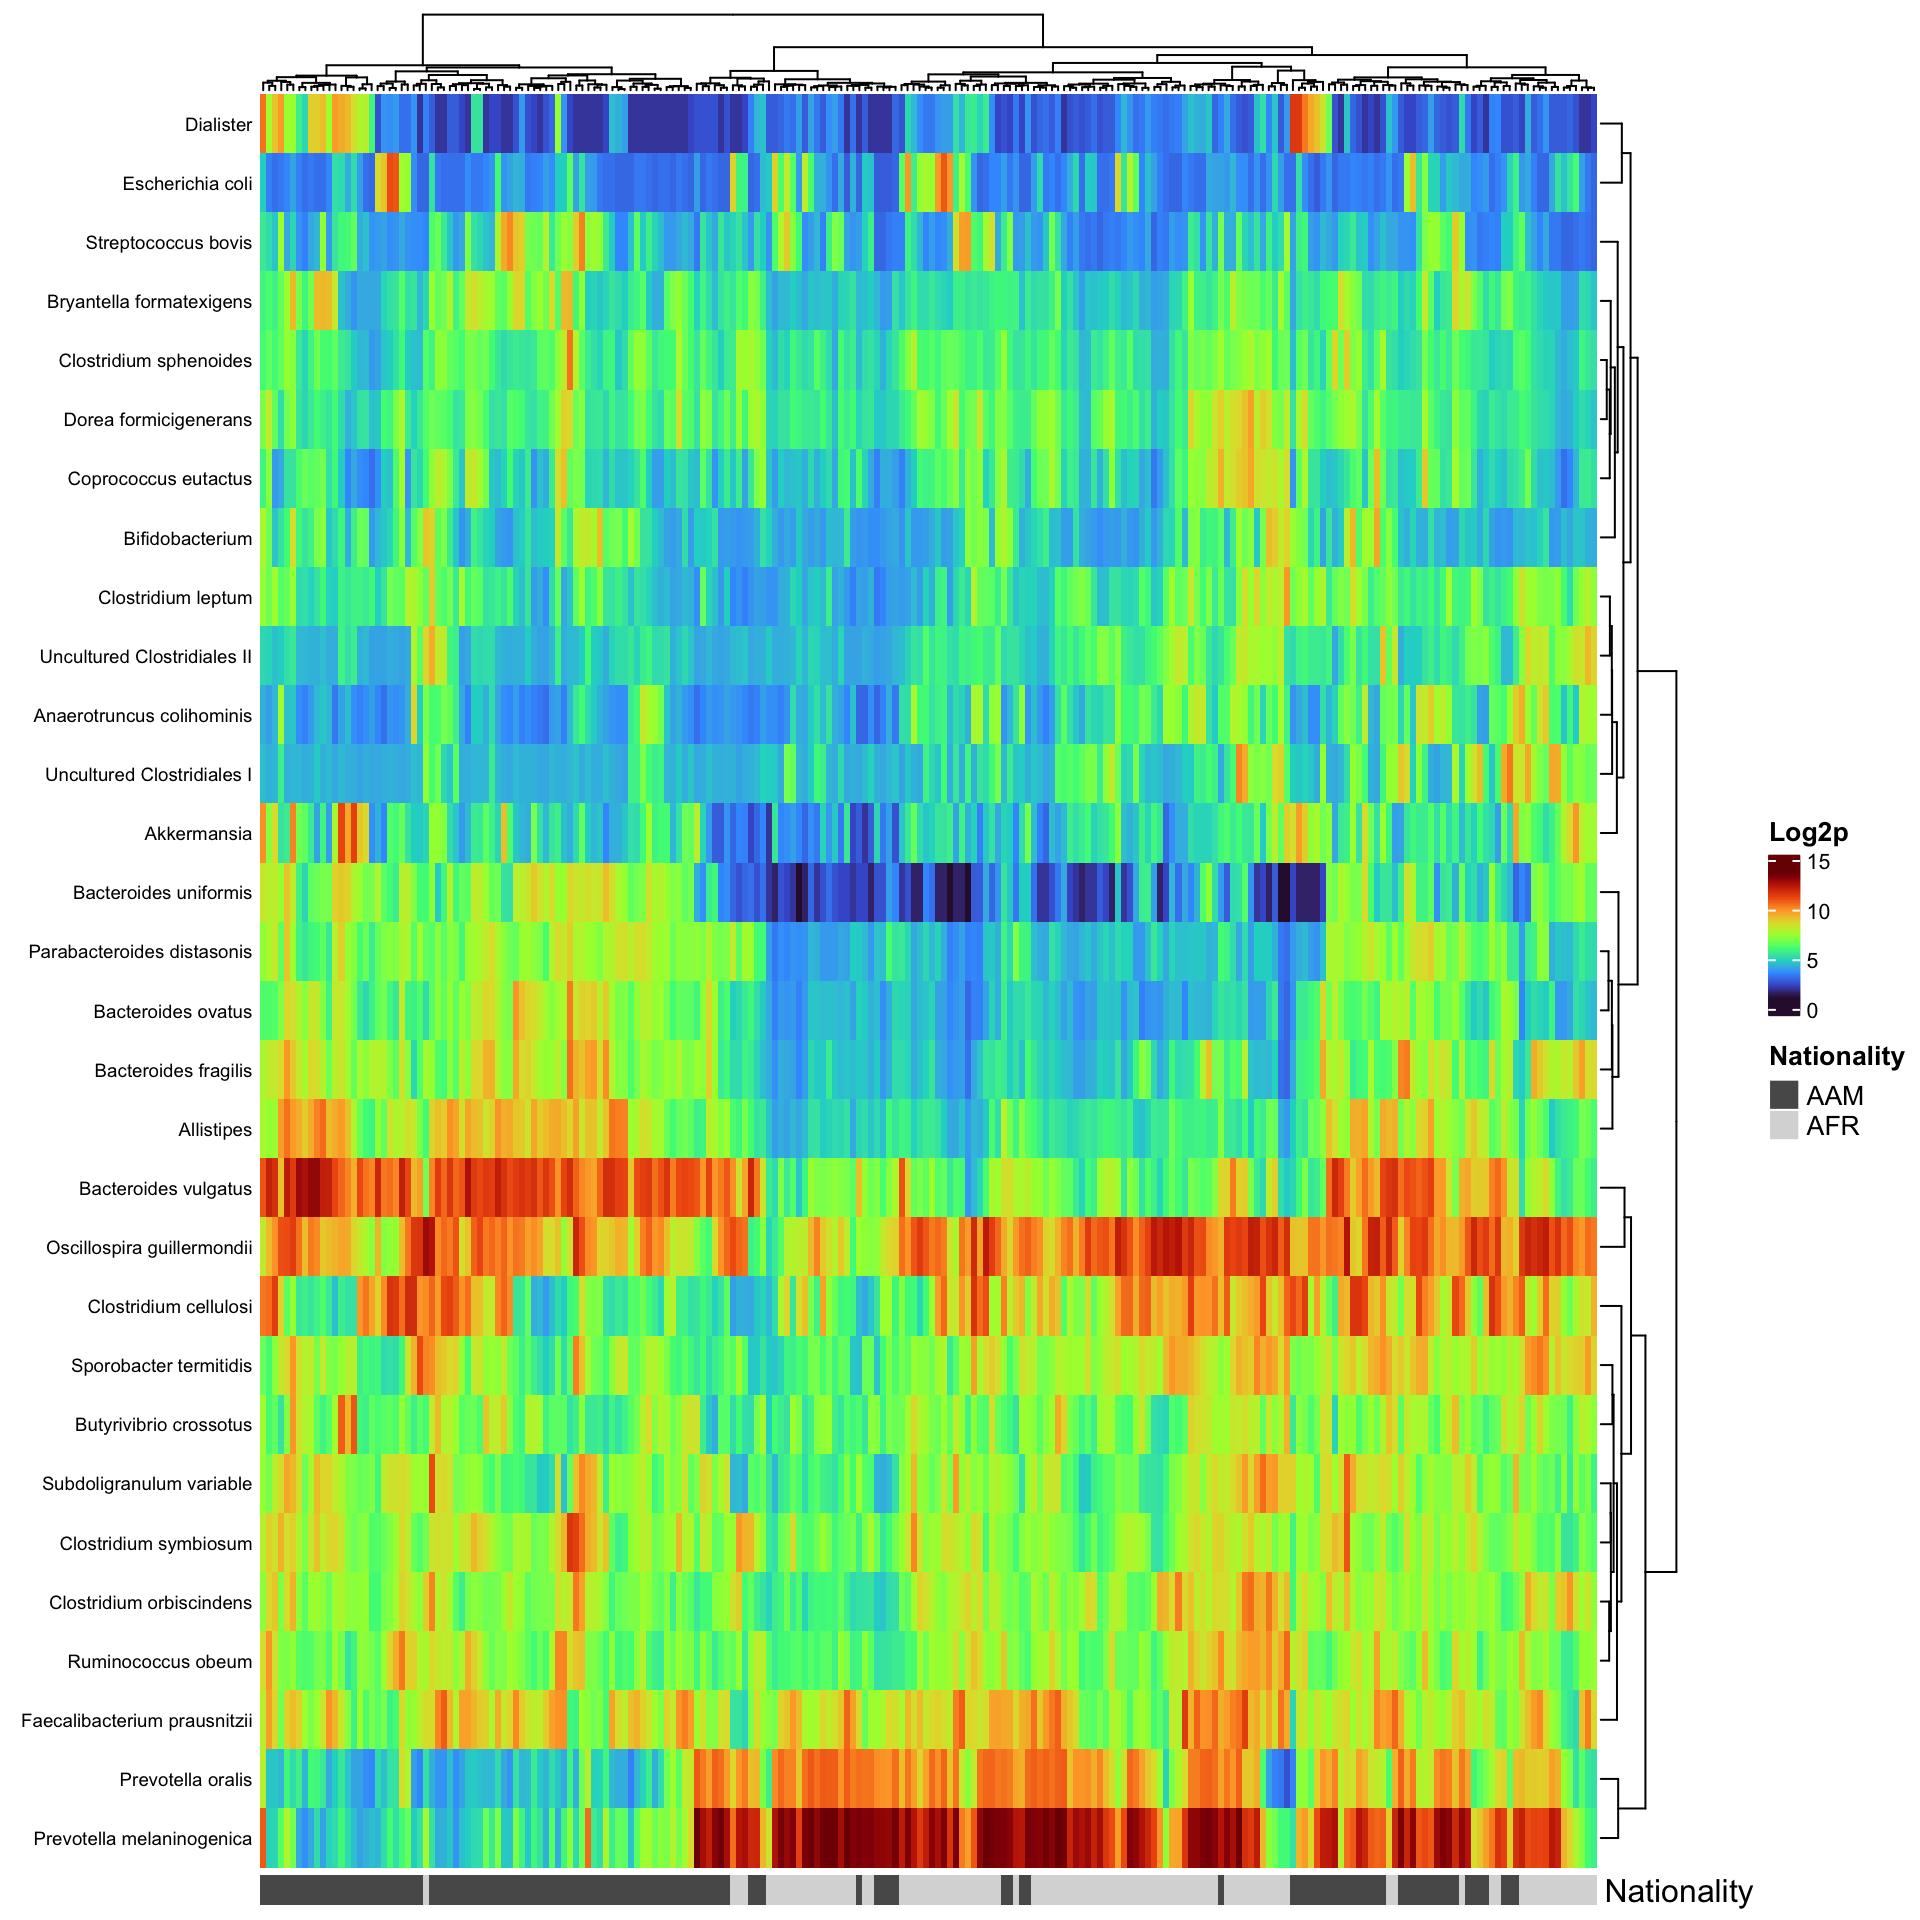 Dialister
Escherichia coli
Streptococcus bovis
Bryantella formatexigens
Clostridium sphenoides
Dorea formicigenerans
Coprococcus eutactus
Bifidobacterium
Clostridium leptum
Uncultured Clostridiales II
Anaerotruncus colihominis
Uncultured Clostridiales I
Akkermansia
Bacteroides uniformis
Parabacteroides distasonis
Bacteroides ovatus
Bacteroides fragilis
Allistipes
Bacteroides vulgatus
Oscillospira guillermondii
Clostridium cellulosi
Sporobacter termitidis
Butyrivibrio crossotus
Subdoligranulum variable
Clostridium symbiosum
Clostridium orbiscindens
Ruminococcus obeum
Faecalibacterium prausnitzii
Prevotella oralis
Prevotella melaninogenica
Nationality
Log2p
15
10
5
0
Nationality
AAM
AFR